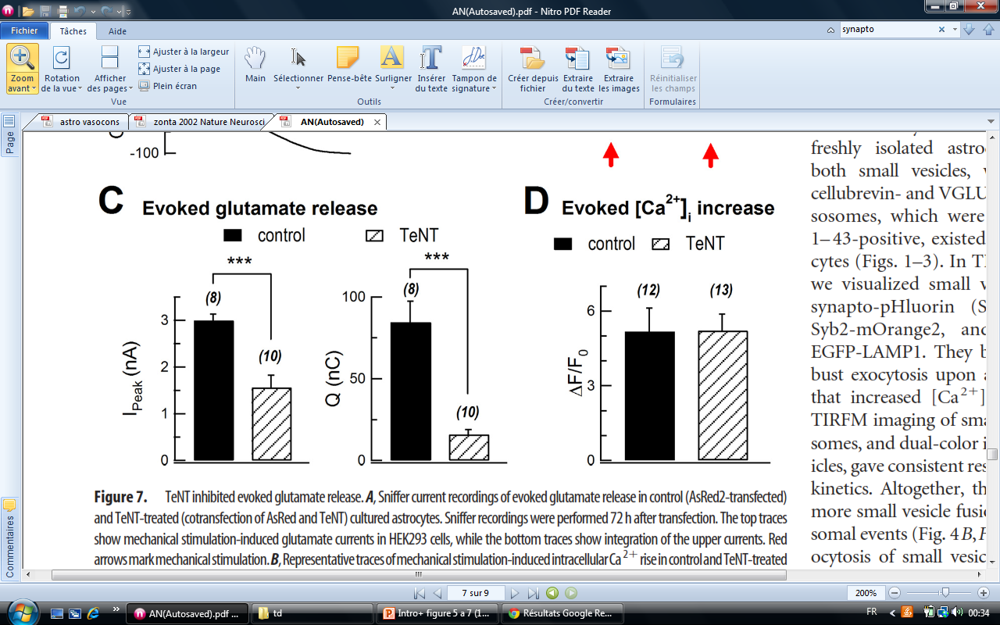 AN(Autosaved).pdf - Nitro PDF Reader
Fichier Tâches Aide synapto
Zoom avant
Rotation de la vue
Afficher des pages
Ajuster à la largeur
Ajuster à la page
Plein écran
Vue
Main
Sélectionner
Pense-bête
Surligner
Insérer du texte
Tampon de signature
Outils
Créer depuis fichier
Extraire du texte
Extraire les images
Créer/convertir
Réinitialiser les champs
Formulaires
astro vasocons zonta 2002 Nature Neurosci AN(Autosaved)
Page
Commentaires
-100
C Evoked glutamate release
control TeNT
***
(8)
(10)
3
2
1
0
I Peak (nA)
***
(8)
(10)
100
50
0
Q (nC)
D Evoked [Ca2+]i increase
control TeNT
(12) (13)
6
3
0
ΔF/F0
Figure 7. TeNT inhibited evoked glutamate release. A, Sniffer current recordings of evoked glutamate release in control (AsRed2-transfected)
and TeNT-treated (cotransfection of AsRed and TeNT) cultured astrocytes. Sniffer recordings were performed 72 h after transfection. The top traces
show mechanical stimulation-induced glutamate currents in HEK293 cells, while the bottom traces show integration of the upper currents. Red
arrows mark mechanical stimulation. B, Representative traces of mechanical stimulation-induced intracellular Ca2+ rise in control and TeNT-treated
freshly isolated astroc
both small vesicles, w
cellubrevin- and VGLU
sosomes, which were
1–43-positive, existed
cytes (Figs. 1–3). In TI
we visualized small v
synapto-pHluorin (S
Syb2-mOrange2, and
EGFP-LAMP1. They b
bust exocytosis upon a
that increased [Ca2+]
TIRFM imaging of sma
somes, and dual-color i
icles, gave consistent res
kinetics. Altogether, th
more small vesicle fusi
somal events (Fig. 4B,F
ocytosis of small vesic
7 sur 9
200%
AN(Autosaved).pdf ... td Intro+ figure 5 a 7 (1... Résultats Google Re...
FR 00:34